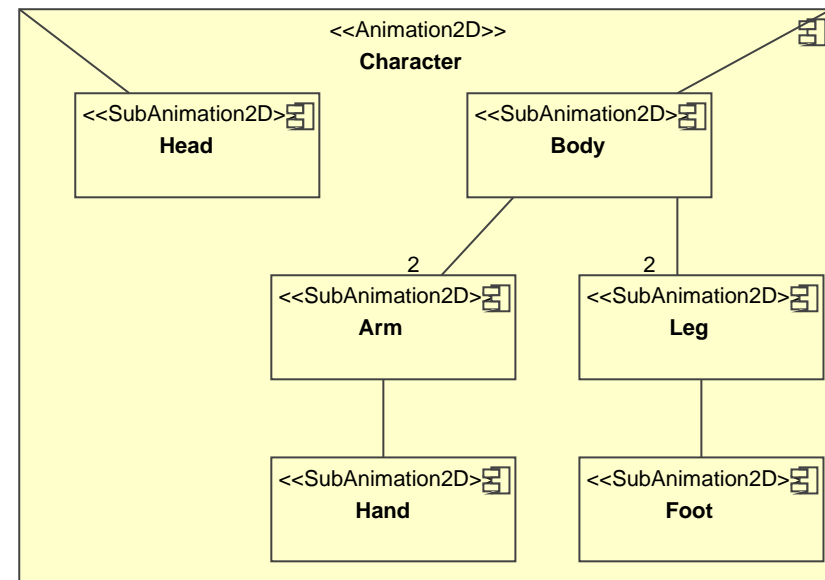 <<Animation2D>>
Character
<<SubAnimation2D>>
Head
<<SubAnimation2D>>
Body
2
2
<<SubAnimation2D>>
Arm
<<SubAnimation2D>>
Leg
<<SubAnimation2D>>
Hand
<<SubAnimation2D>>
Foot